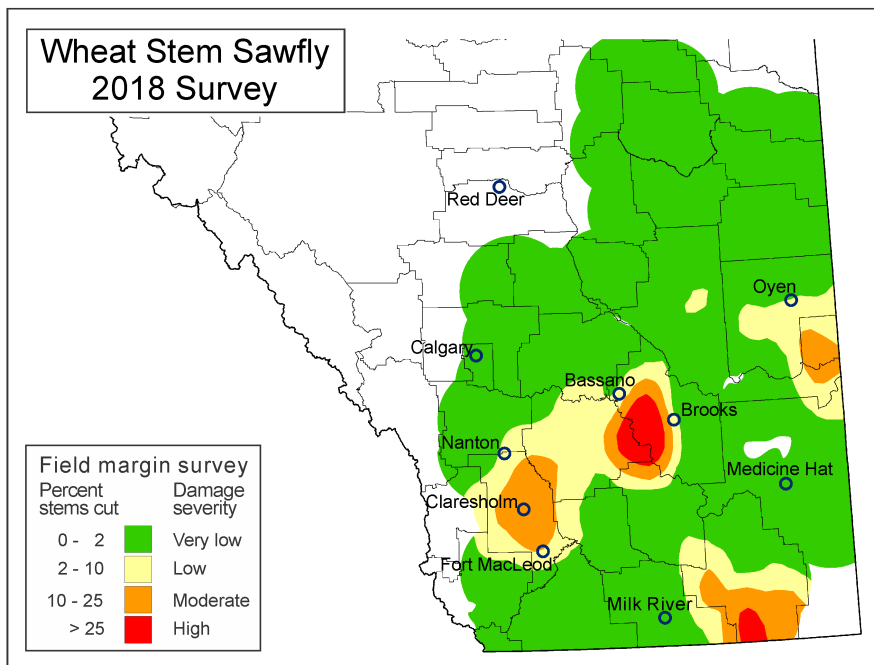 Wheat Stem Sawfly
2018 Survey
Red Deer
Oyen
Calgary
Bassano
Brooks
Nanton
Medicine Hat
Claresholm
Fort MacLeod
Milk River
Field margin survey
Percent stems cut
Damage severity
0 - 2 Very low
2 - 10 Low
10 - 25 Moderate
> 25 High